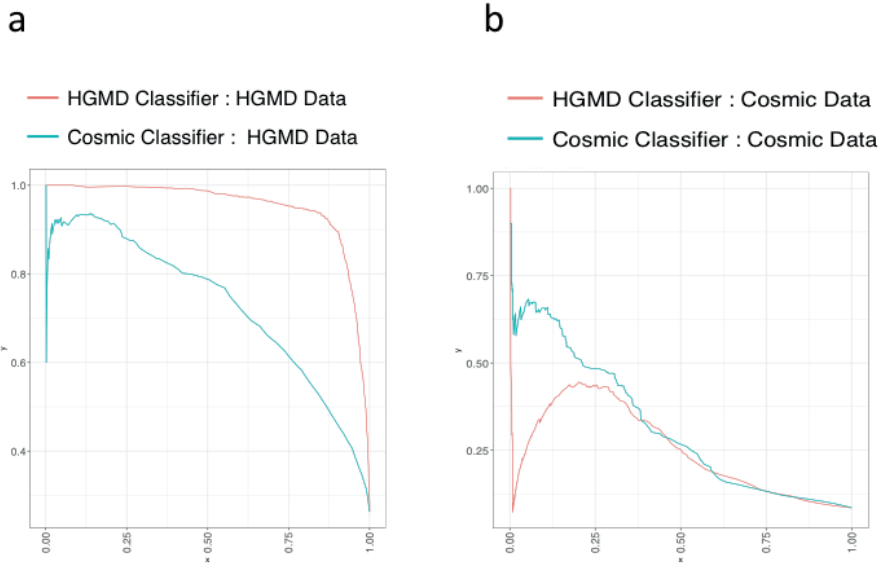 a
HGMD Classifier : HGMD Data
Cosmic Classifier : HGMD Data
1.0
0.8
0.6
0.4
y
0.00
0.25
0.50
0.75
1.00
x
b
HGMD Classifier : Cosmic Data
Cosmic Classifier : Cosmic Data
1.00
0.75
0.50
0.25
y
0.00
0.25
0.50
0.75
1.00
x